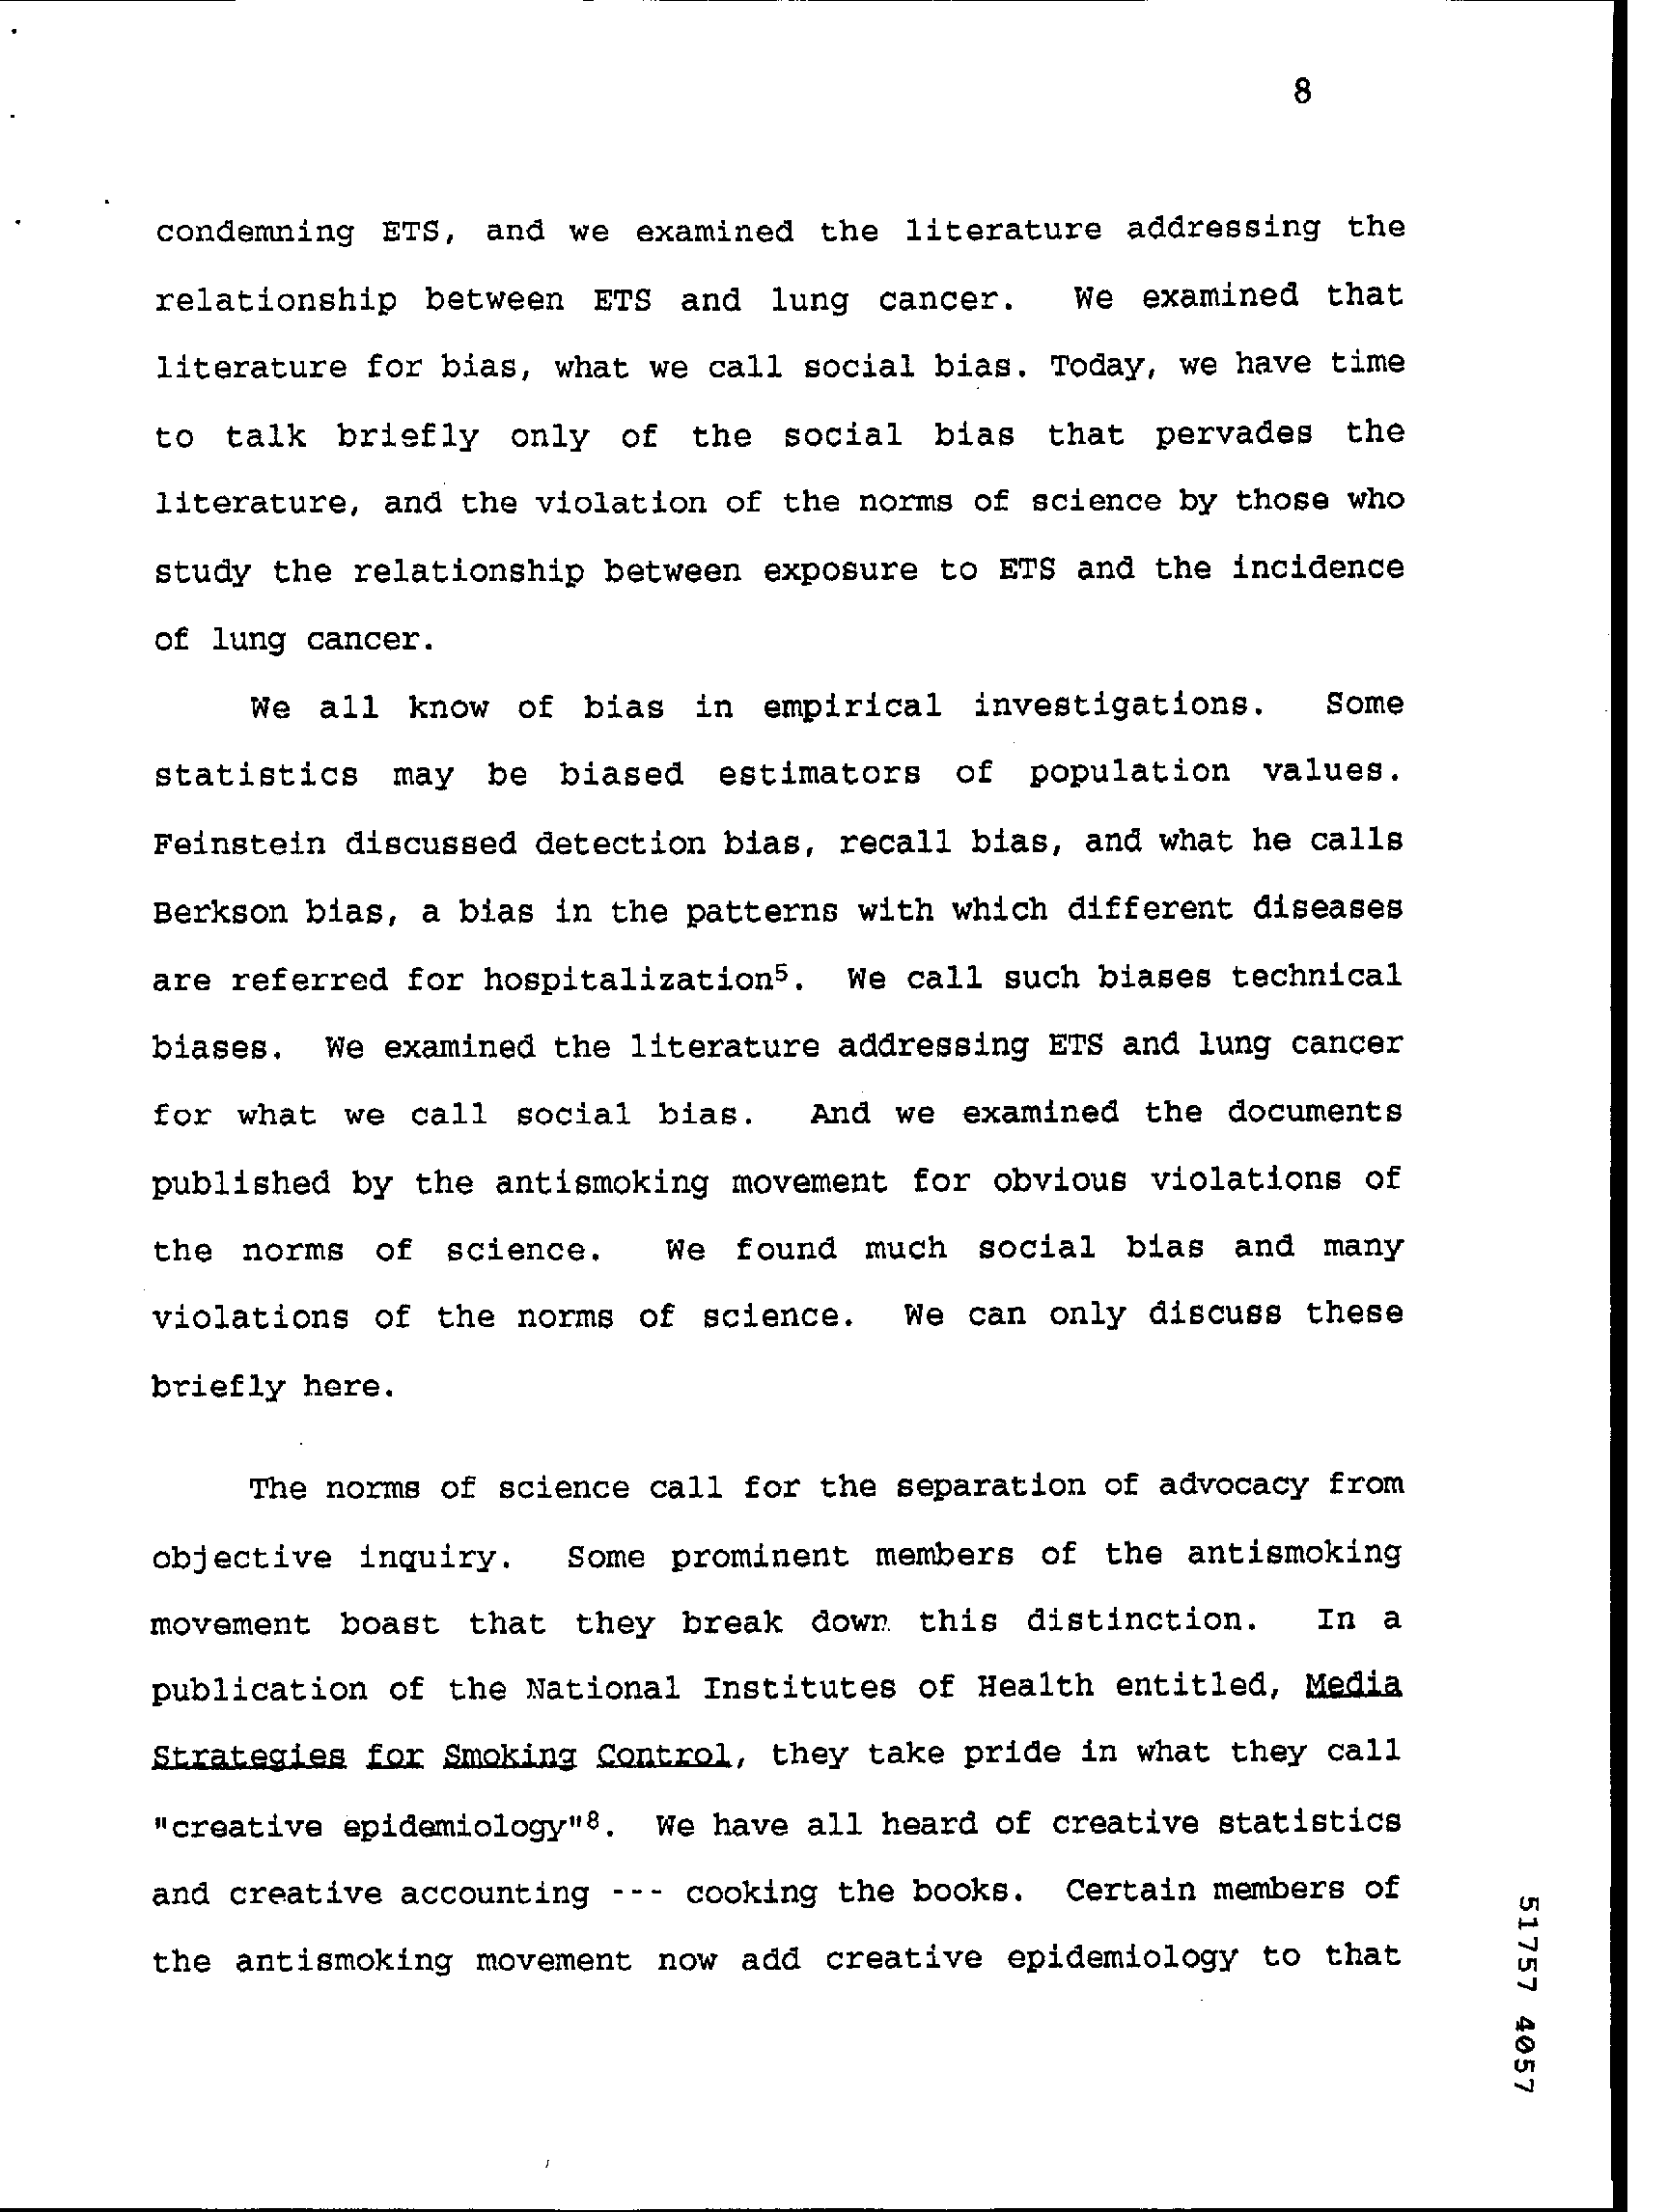 8
condemning ETS, and we examined the literature addressing the
relationship between ETS and lung cancer. We examined that
literature for bias, what we call social bias. Today, we have time
to talk briefly only of the social bias that pervades the
literature, and the violation of the norms of science by those who
study the relationship between exposure to ETS and the incidence
of lung cancer.
We all know of bias in empirical investigations. Some
statistics may be biased estimators of population values.
Feinstein discussed detection bias, recall bias, and what he calls
Berkson bias, a bias in the patterns with which different diseases
are referred for hospitalization⁵. We call such biases technical
biases. We examined the literature addressing ETS and lung cancer
for what we call social bias. And we examined the documents
published by the antismoking movement for obvious violations of
the norms of science. We found much social bias and many
violations of the norms of science. We can only discuss these
briefly here.
The norms of science call for the separation of advocacy from
objective inquiry. Some prominent members of the antismoking
movement boast that they break down this distinction. In a
publication of the National Institutes of Health entitled, Media
Strategies for Smoking Control, they take pride in what they call
"creative epidemiology"⁸. We have all heard of creative statistics
and creative accounting --- cooking the books. Certain members of
the antismoking movement now add creative epidemiology to that
51757 4057